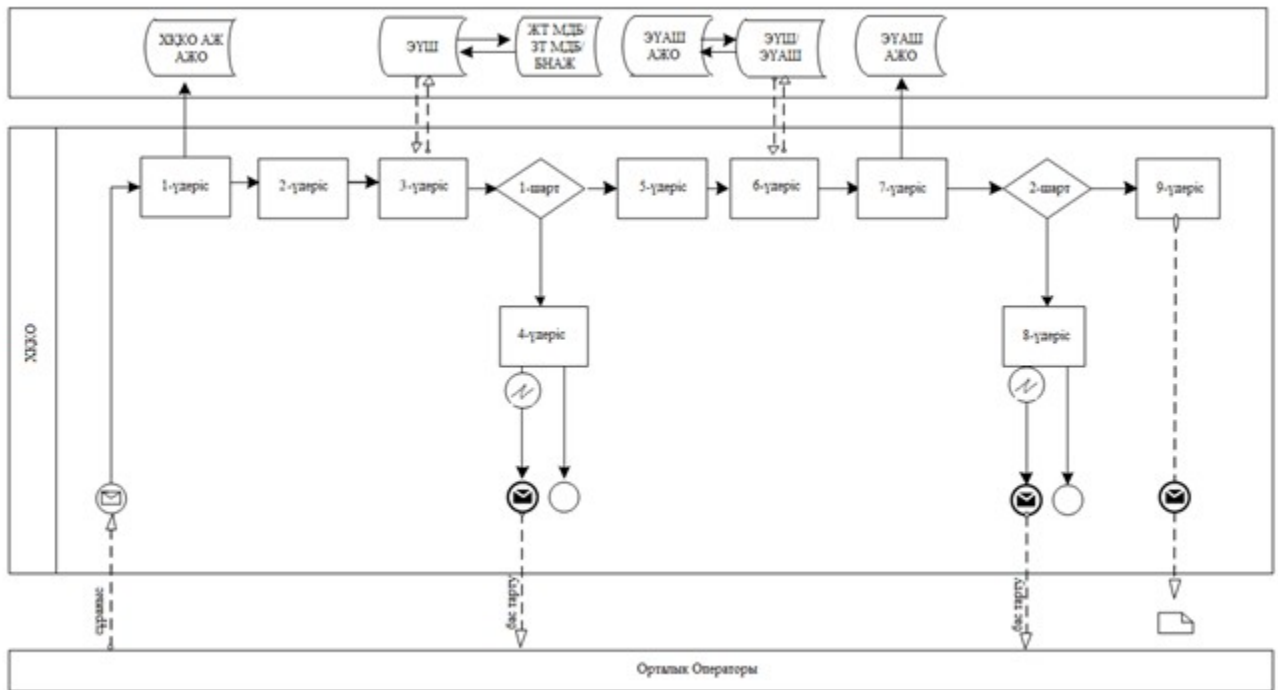 ХҚКО АЖ
АЖО
ЭҮШ
ЖТ МДБ/
ЗТ МДБ/
БНАЖ
ЭҮАШ
АЖО
ЭҮШ/
ЭҮАШ
ЭҮАШ
АЖО
ХҚКО
1-үдеріс
2-үдеріс
3-үдеріс
1-шарт
5-үдеріс
6-үдеріс
7-үдеріс
2-шарт
9-үдеріс
4-үдеріс
8-үдеріс
сұраныс
бас тарту
бас тарту
Орталык Операторы